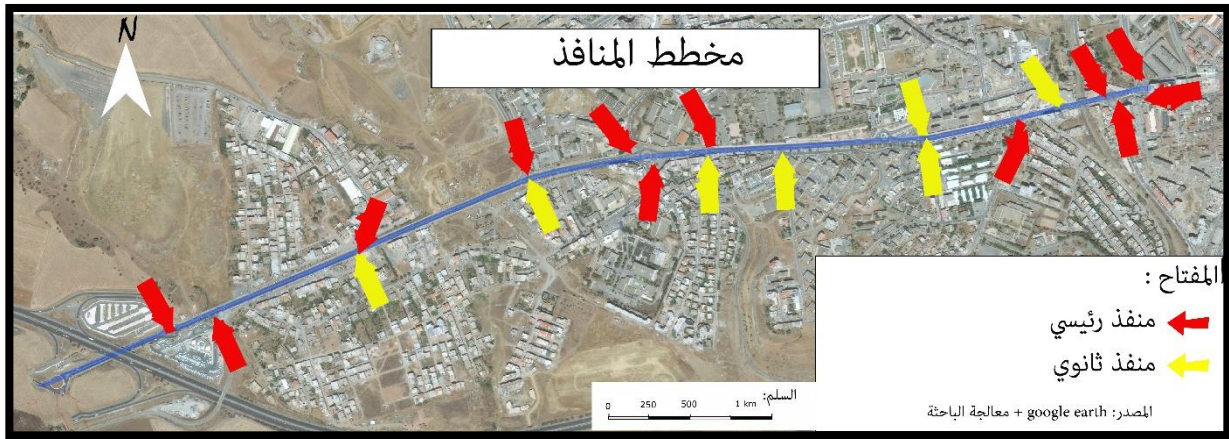 N
مخطط المنافذ
المفتاح :
منفذ رئيسي
منفذ ثانوي
المصدر: google earth + معالجة الباحثة
السلم:
0 250 500 1 km